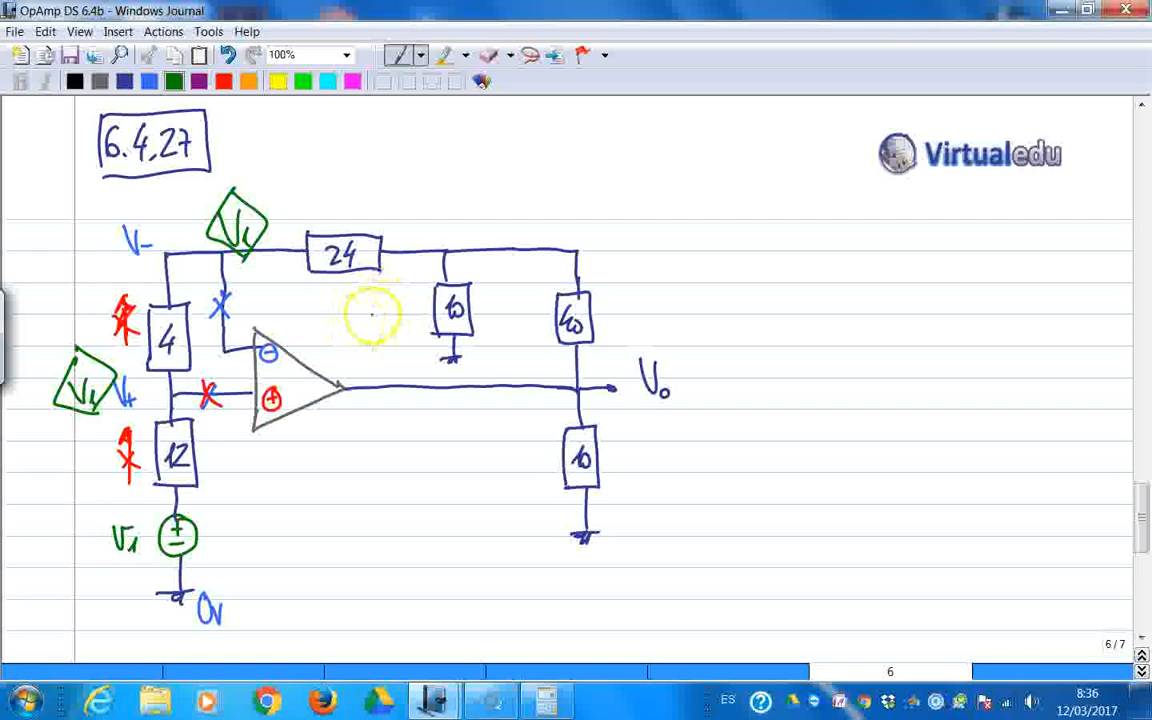 OpAmp DS 6.4b - Windows Journal
File Edit View Insert Actions Tools Help
100%
6.4.27
Virtualedu
V1
V-
24
10
40
4
V1
V+
12
V0
10
V1
0V
6 / 7
6
ES
8:36
12/03/2017